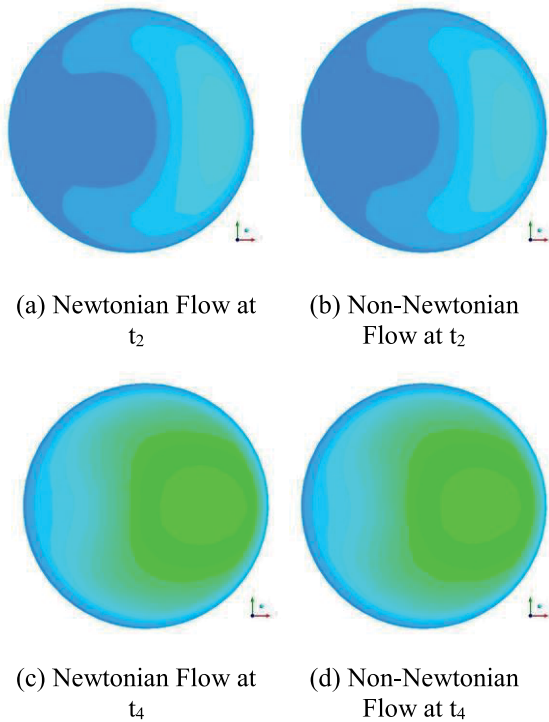 (a) Newtonian Flow at
t₂
(b) Non-Newtonian
Flow at t₂
(c) Newtonian Flow at
t₄
(d) Non-Newtonian
Flow at t₄